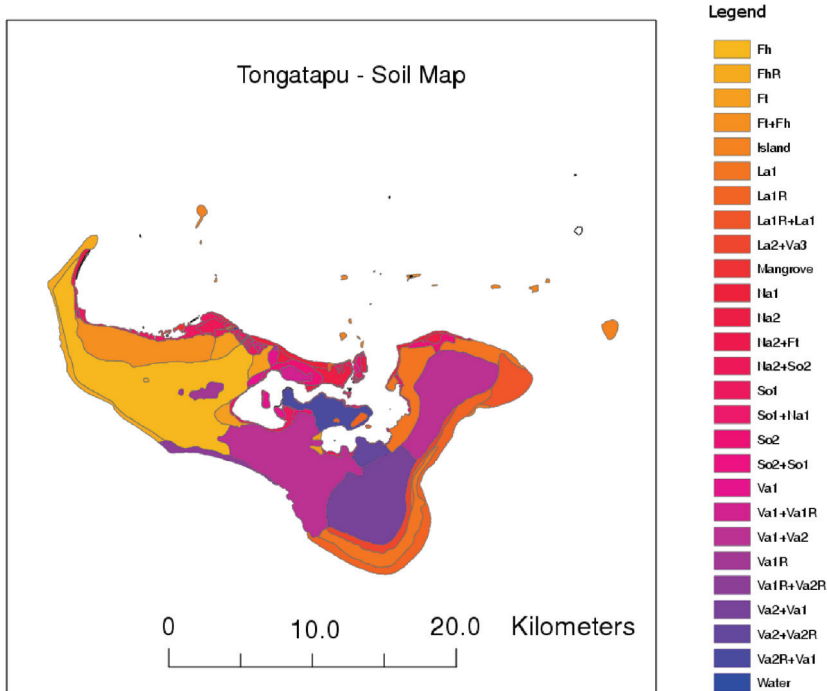 Legend
Tongatapu - Soil Map
Fh
FhR
Ft
Ft+Fh
Island
La1
La1R
La1R+La1
La2+Va3
Mangrove
Na1
Na2
Na2+Ft
Na2+So2
So1
So1+Na1
So2
So2+So1
Va1
Va1+Va1R
Va1+Va2
Va1R
Va1R+Va2R
Va2+Va1
Va2+Va2R
Va2R+Va1
Water
0 10.0 20.0 Kilometers